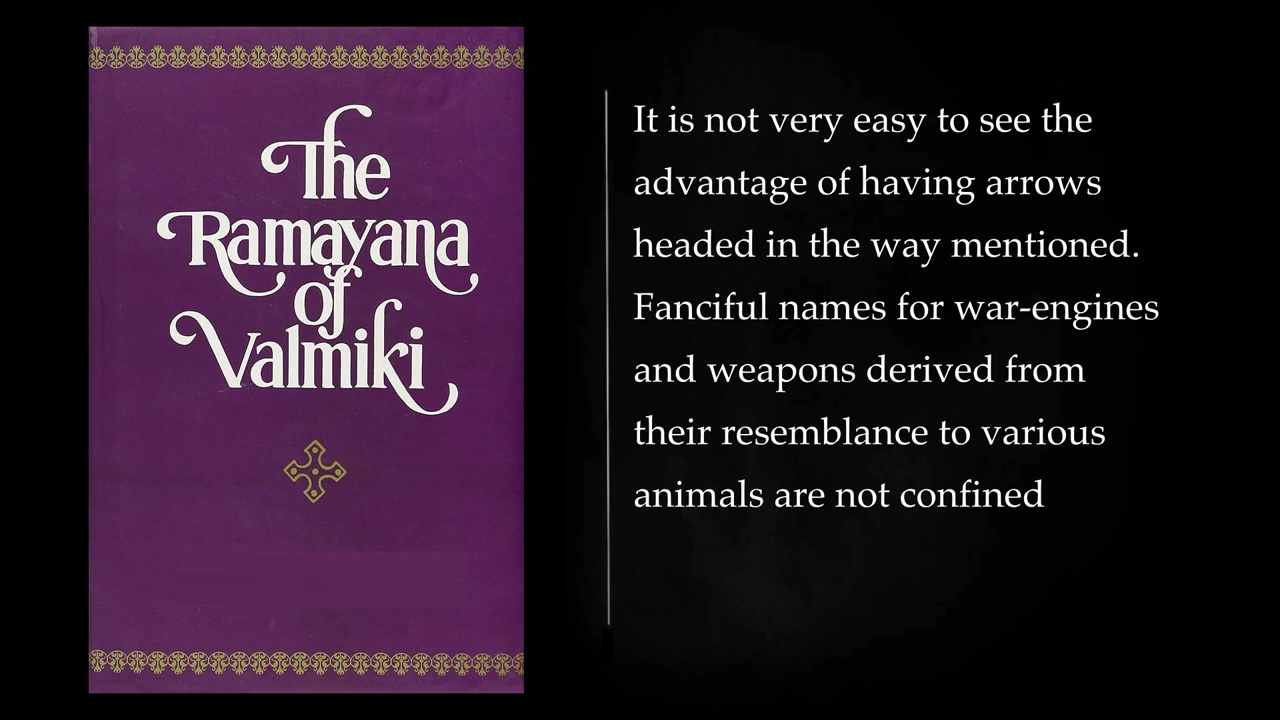 The
Ramayana
of
Valmiki
It is not very easy to see the
advantage of having arrows
headed in the way mentioned.
Fanciful names for war-engines
and weapons derived from
their resemblance to various
animals are not confined